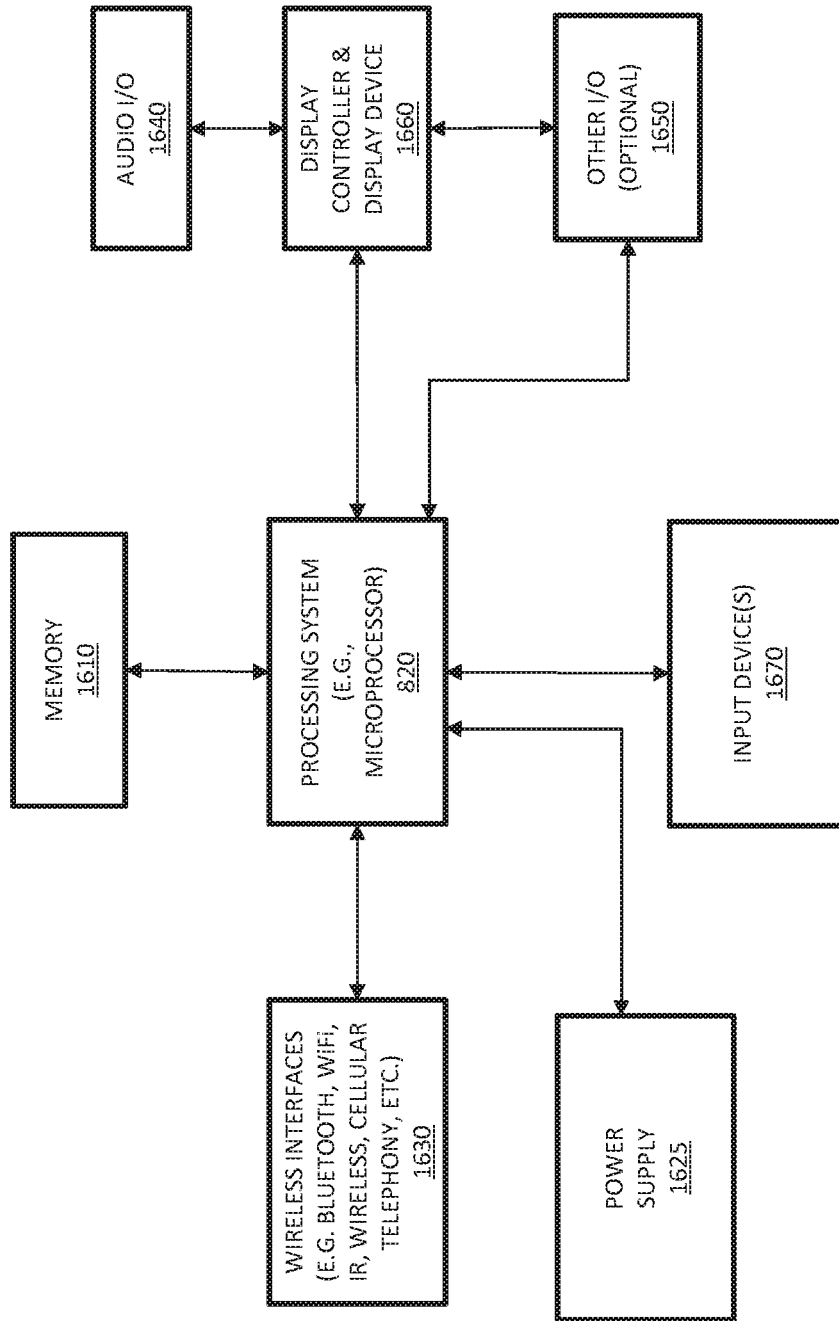 MEMORY
1610
AUDIO I/O
1640
WIRELESS INTERFACES
(E.G. BLUETOOTH, WIFI,
IR, WIRELESS, CELLULAR
TELEPHONY, ETC.)
1630
PROCESSING SYSTEM
(E.G.,
MICROPROCESSOR)
820
DISPLAY
CONTROLLER &
DISPLAY DEVICE
1660
POWER
SUPPLY
1625
INPUT DEVICE(S)
1670
OTHER I/O
(OPTIONAL)
1650